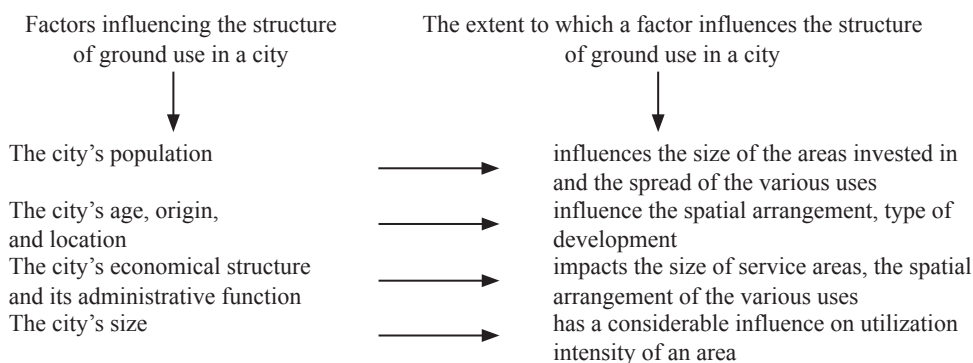 Factors influencing the structure
of ground use in a city
The extent to which a factor influences the structure
of ground use in a city
The city's population
influences the size of the areas invested in
and the spread of the various uses
The city's age, origin,
and location
influence the spatial arrangement, type of
development
The city's economical structure
and its administrative function
impacts the size of service areas, the spatial
arrangement of the various uses
The city's size
has a considerable influence on utilization
intensity of an area